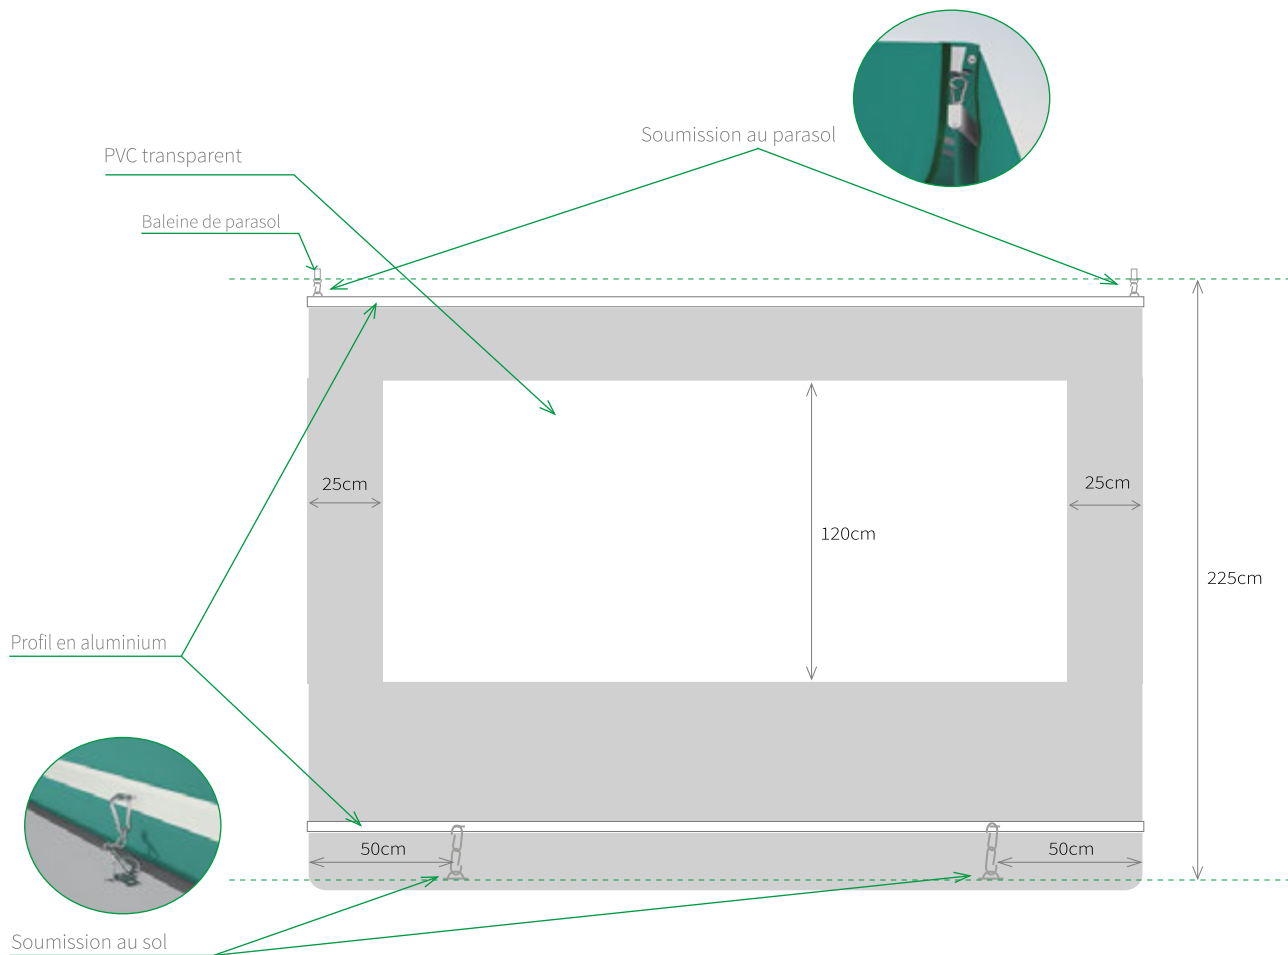 Soumission au parasol
PVC transparent
Baleine de parasol
25cm
25cm
120cm
225cm
Profil en aluminium
50cm
50cm
Soumission au sol